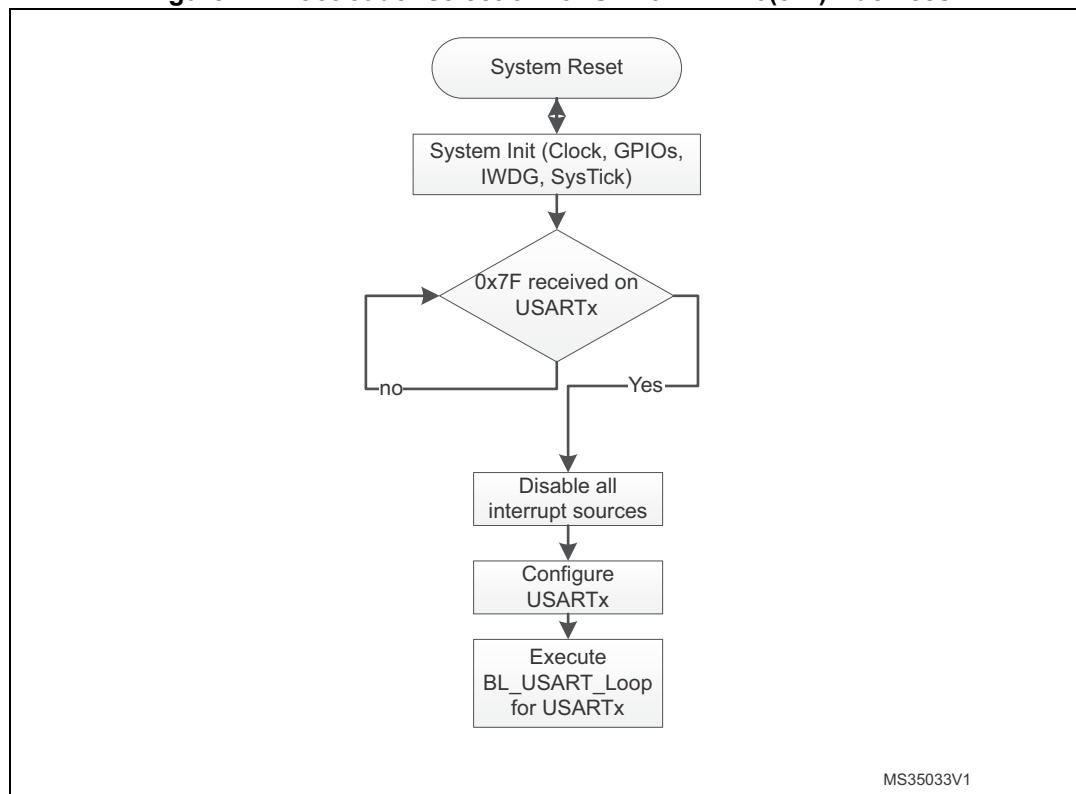 System Reset
System Init (Clock, GPIOs,
IWDG, SysTick)
0x7F received on
USARTx
no
Yes
Disable all
interrupt sources
Configure
USARTx
Execute
BL_USART_Loop
for USARTx
MS35033V1